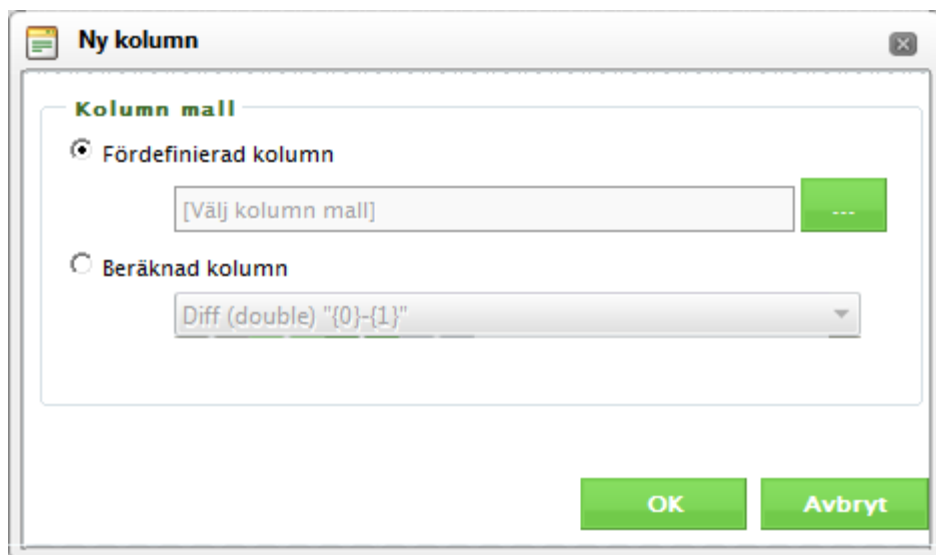 Ny kolumn
Kolumn mall
Fördefinierad kolumn
[Välj kolumn mall]
...
Beräknad kolumn
Diff (double) "{0}-{1}"
OK
Avbryt